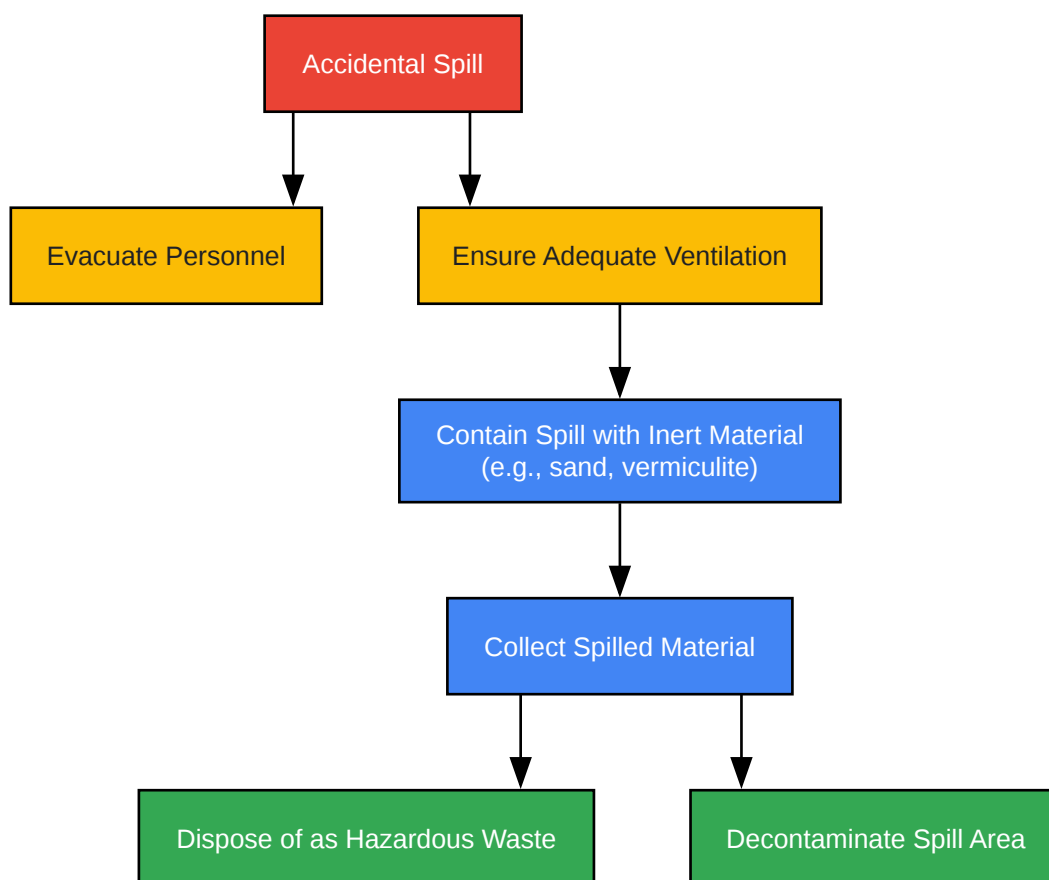 Accidental Spill
Evacuate Personnel
Ensure Adequate Ventilation
Contain Spill with Inert Material
(e.g., sand, vermiculite)
Collect Spilled Material
Dispose of as Hazardous Waste
Decontaminate Spill Area